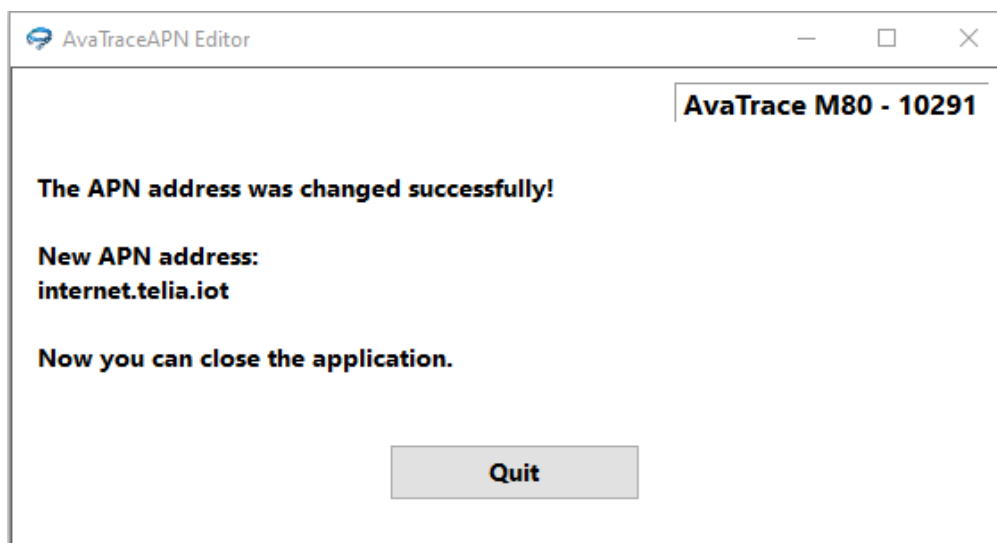 AvaTraceAPN Editor
AvaTrace M80 - 10291
The APN address was changed successfully!
New APN address:
internet.telia.iot
Now you can close the application.
Quit